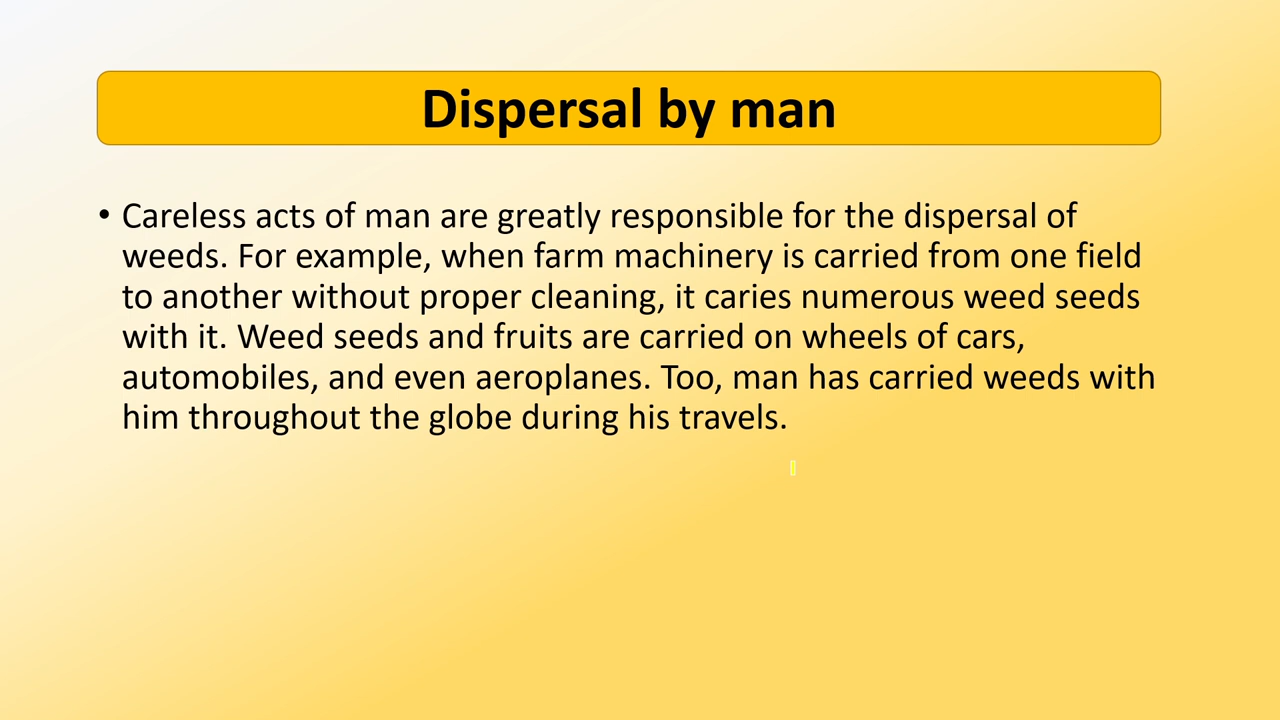 Dispersal by man
• Careless acts of man are greatly responsible for the dispersal of
weeds. For example, when farm machinery is carried from one field
to another without proper cleaning, it caries numerous weed seeds
with it. Weed seeds and fruits are carried on wheels of cars,
automobiles, and even aeroplanes. Too, man has carried weeds with
him throughout the globe during his travels.